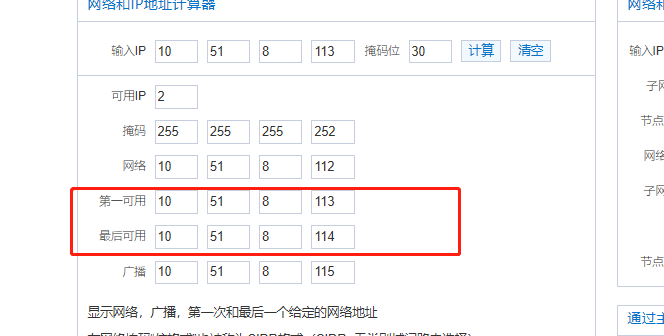 网络和IP地址计算器
网络和IP
输入IP 10 51 8 113 掩码位 30 计算 清空
输入IP
可用IP 2
子网
掩码 255 255 255 252
节点
网络 10 51 8 112
网络
第一可用 10 51 8 113
子网
最后可用 10 51 8 114
广播 10 51 8 115
节点
显示网络，广播，第一次和最后一个给定的网络地址
通过主